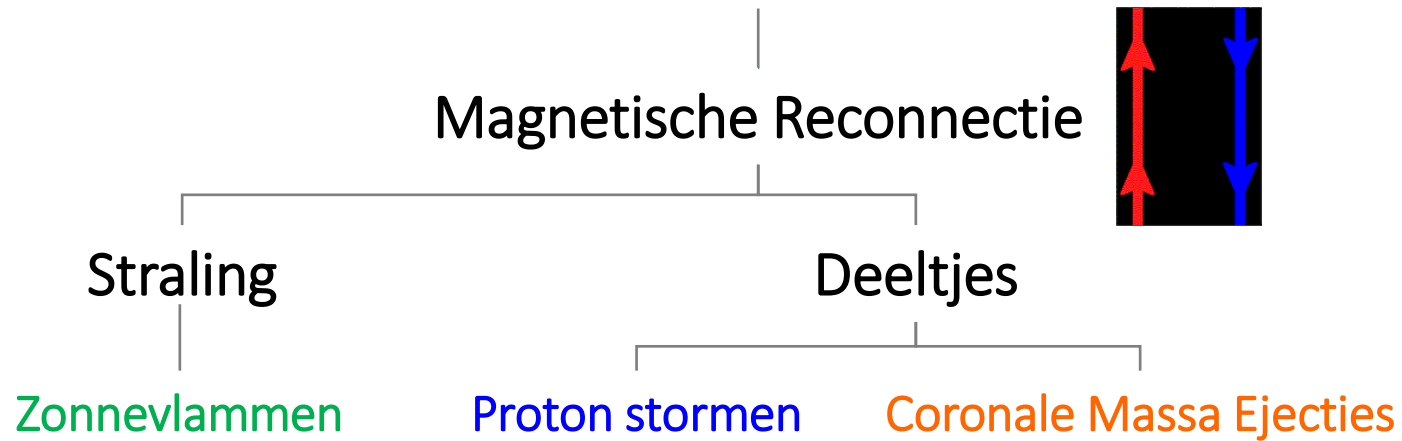 Magnetische Reconnectie
Straling
Deeltjes
Zonnevlammen
Proton stormen
Coronale Massa Ejecties